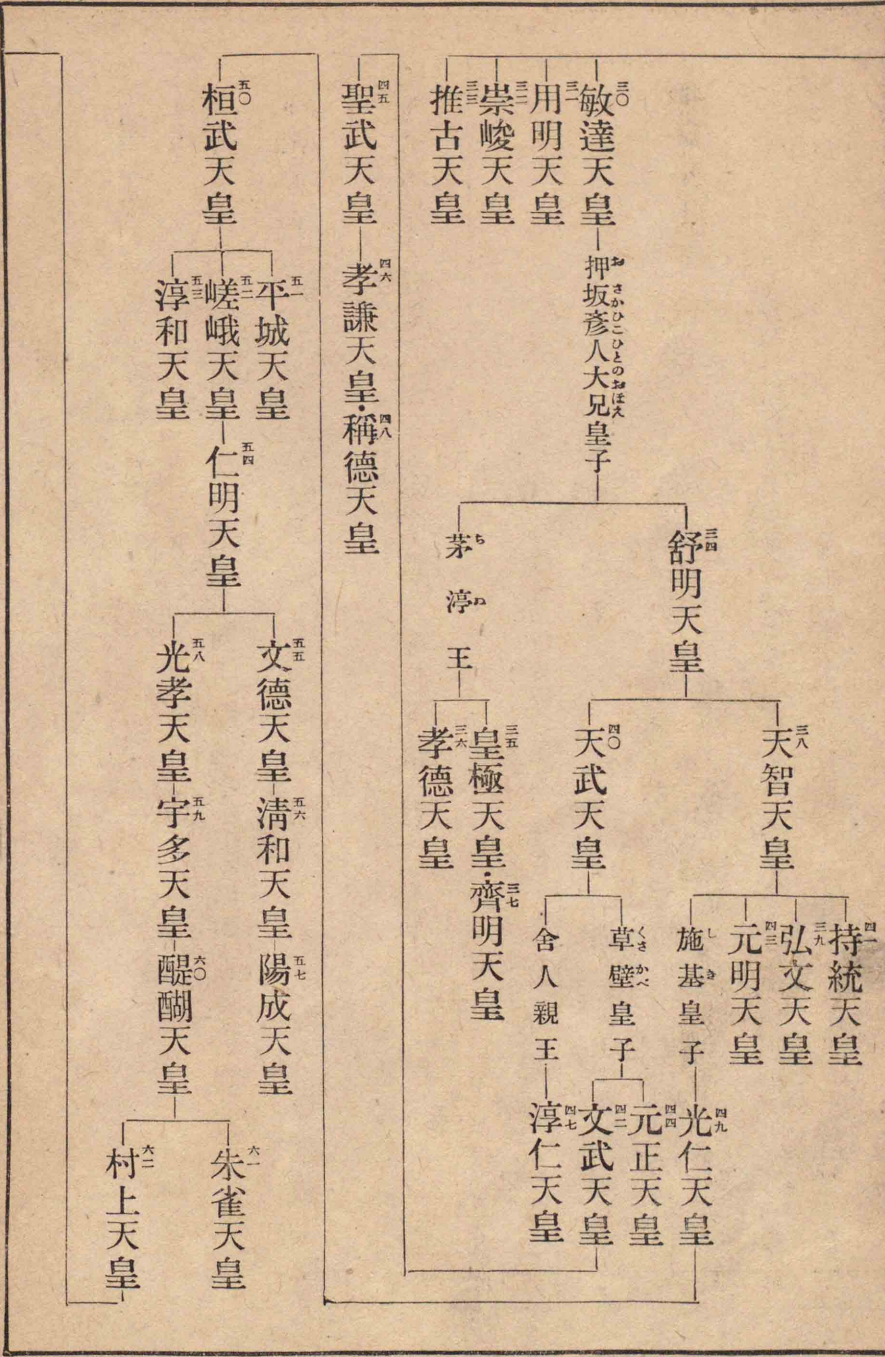 三〇敏達天皇
押坂彥人大兄皇子
おさかひこひとのおほえ
三一用明天皇
三二崇峻天皇
三三推古天皇
三四舒明天皇
茅渟王
ちぬ
三八天智天皇
四〇天武天皇
三五皇極天皇・三七齊明天皇
三六孝德天皇
四一持統天皇
三九弘文天皇
四三元明天皇
施基皇子
しき
草壁皇子
くさかべ
舍人親王
四九光仁天皇
四四元正天皇
四二文武天皇
四七淳仁天皇
四五聖武天皇
四六孝謙天皇・四八稱德天皇
五〇桓武天皇
五一平城天皇
五二嵯峨天皇
五三淳和天皇
五四仁明天皇
五五文德天皇
五六淸和天皇
五七陽成天皇
五八光孝天皇
五九宇多天皇
六〇醍醐天皇
六一朱雀天皇
六二村上天皇